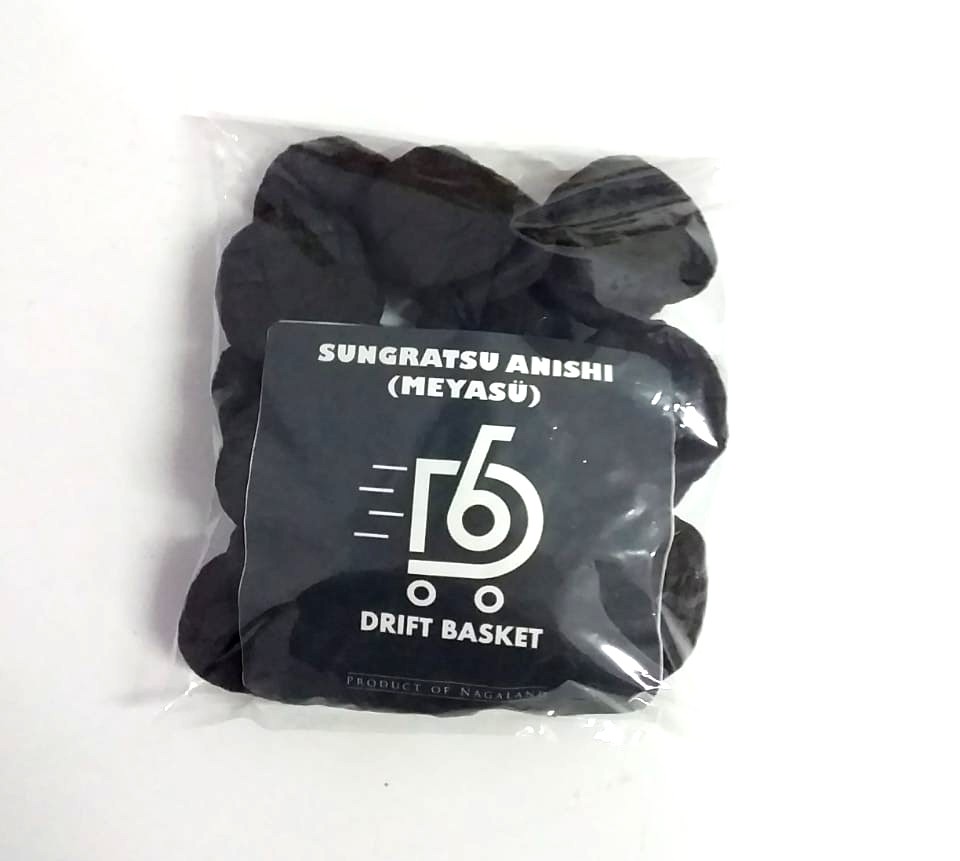 SUNGRATSU ANISHI
(MEYASÜ)
DRIFT BASKET
PRODUCT OF NAGALAND